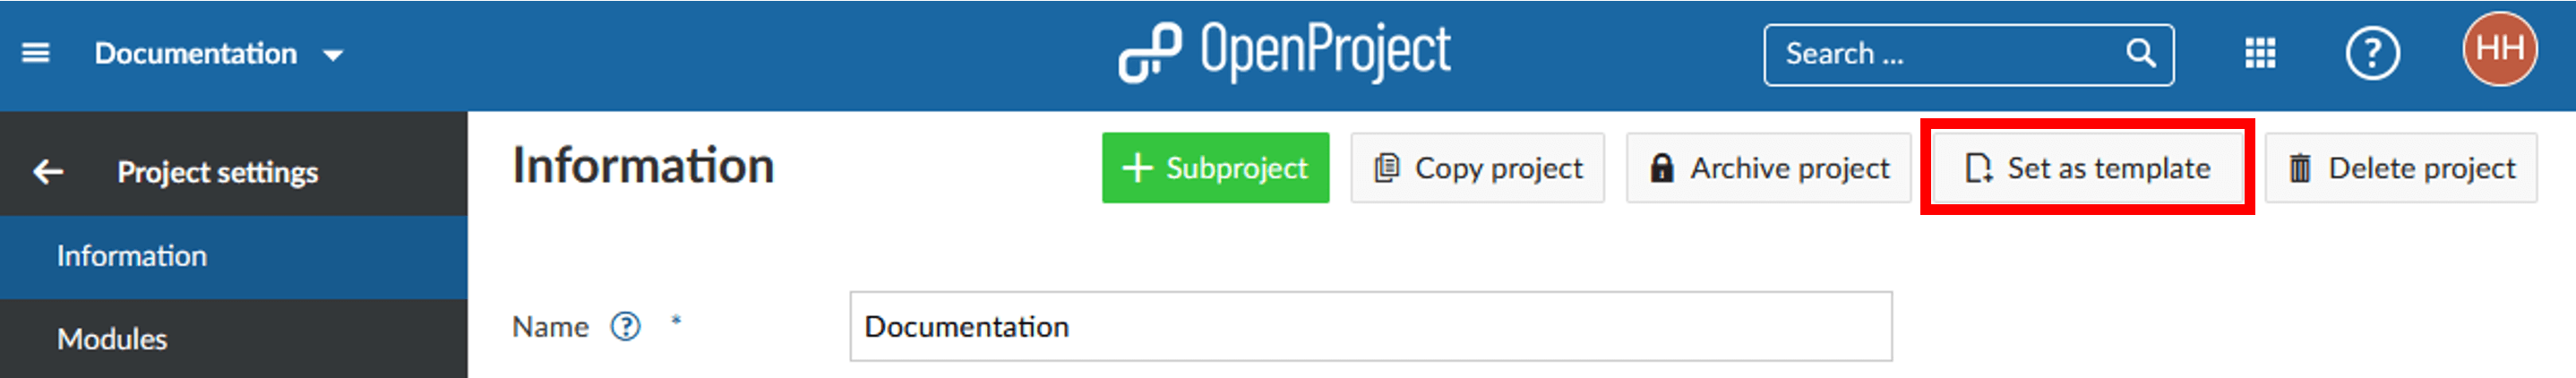 Documentation
OpenProject
Search ...
?
HH
Project settings
Information
Modules
Information
+ Subproject
Copy project
Archive project
Set as template
Delete project
Name ? *
Documentation